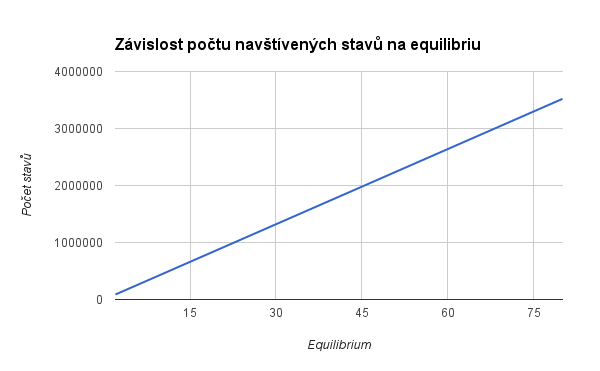 Závislost počtu navštívených stavů na equilibriu
4000000
3000000
2000000
1000000
0
Počet stavů
15 30 45 60 75
Equilibrium